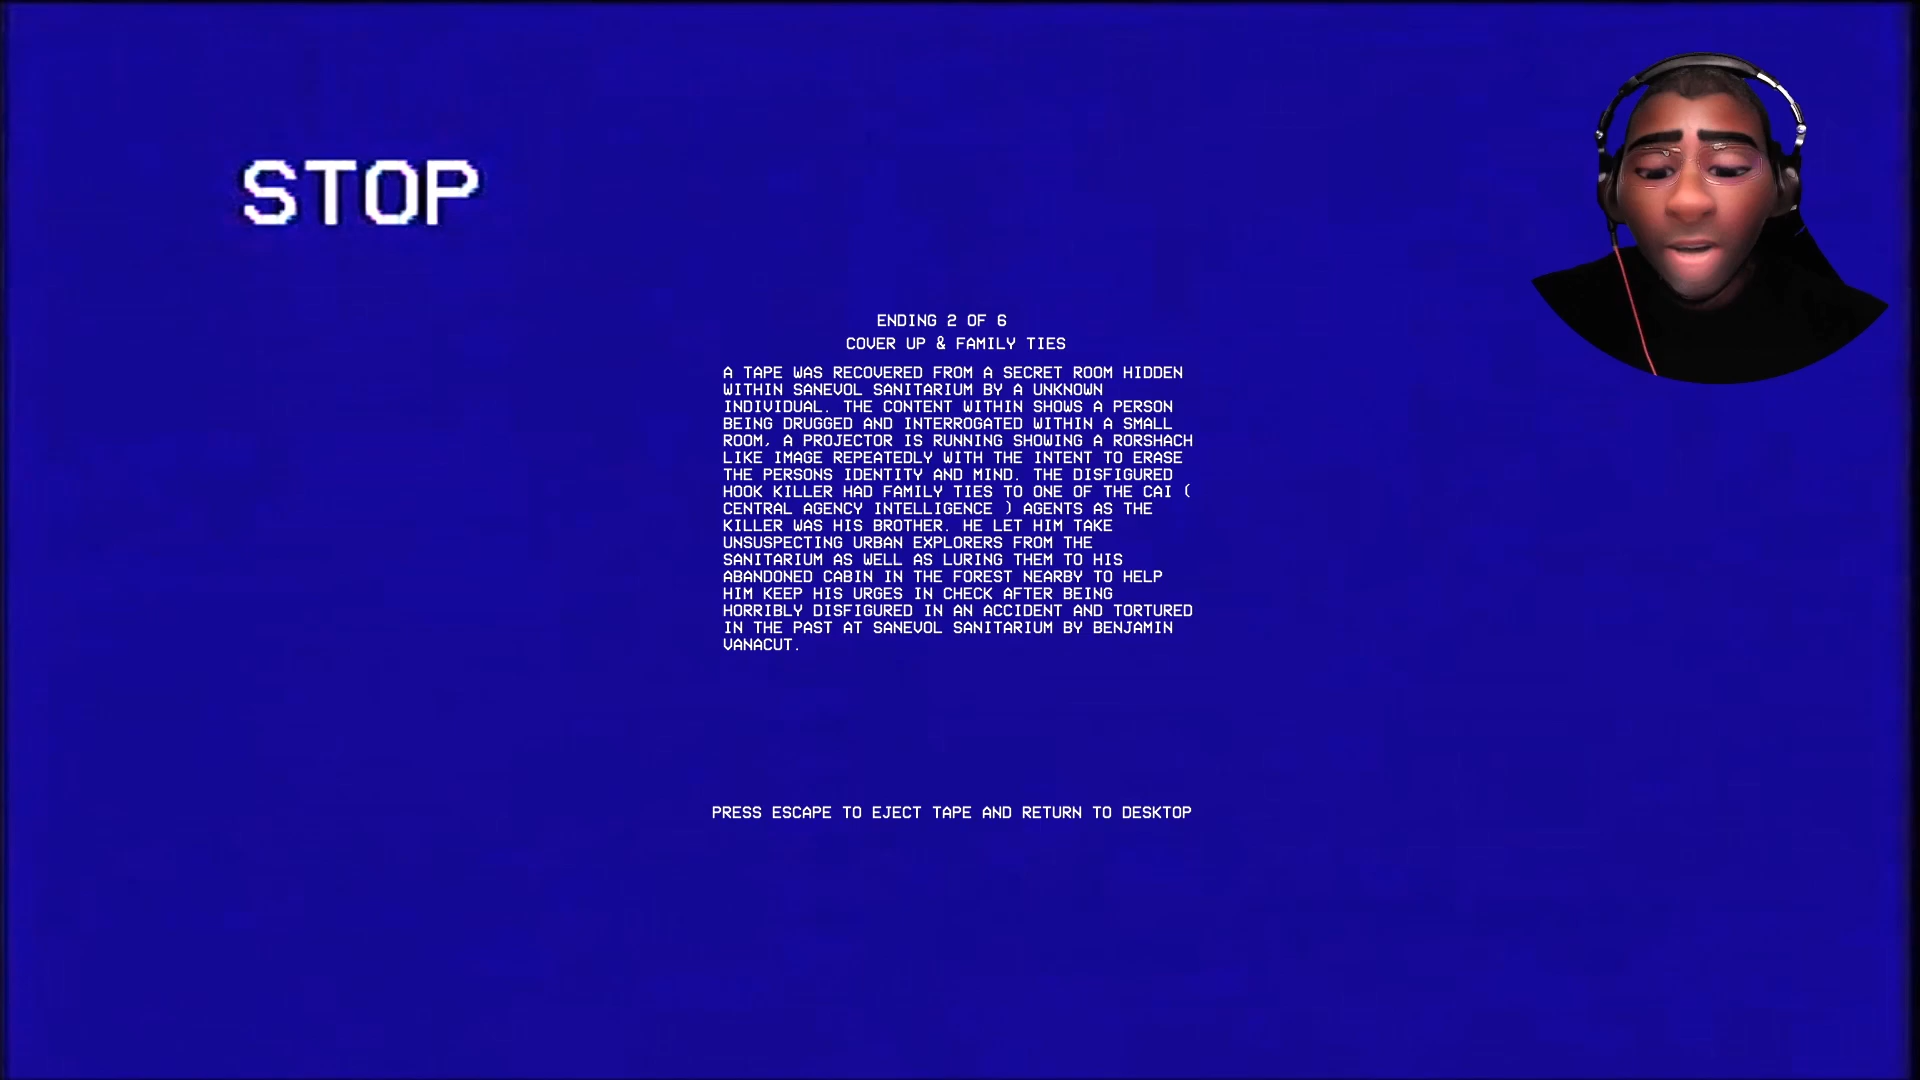 STOP
ENDING 2 OF 6
COVER UP & FAMILY TIES
A TAPE WAS RECOVERED FROM A SECRET ROOM HIDDEN
WITHIN SANEVOL SANITARIUM BY A UNKNOWN
INDIVIDUAL. THE CONTENT WITHIN SHOWS A PERSON
BEING DRUGGED AND INTERROGATED WITHIN A SMALL
ROOM, A PROJECTOR IS RUNNING SHOWING A RORSHACH
LIKE IMAGE REPEATEDLY WITH THE INTENT TO ERASE
THE PERSONS IDENTITY AND MIND. THE DISFIGURED
HOOK KILLER HAD FAMILY TIES TO ONE OF THE CAI (
CENTRAL AGENCY INTELLIGENCE ) AGENTS AS THE
KILLER WAS HIS BROTHER. HE LET HIM TAKE
UNSUSPECTING URBAN EXPLORERS FROM THE
SANITARIUM AS WELL AS LURING THEM TO HIS
ABANDONED CABIN IN THE FOREST NEARBY TO HELP
HIM KEEP HIS URGES IN CHECK AFTER BEING
HORRIBLY DISFIGURED IN AN ACCIDENT AND TORTURED
IN THE PAST AT SANEVOL SANITARIUM BY BENJAMIN
VANACUT.
PRESS ESCAPE TO EJECT TAPE AND RETURN TO DESKTOP